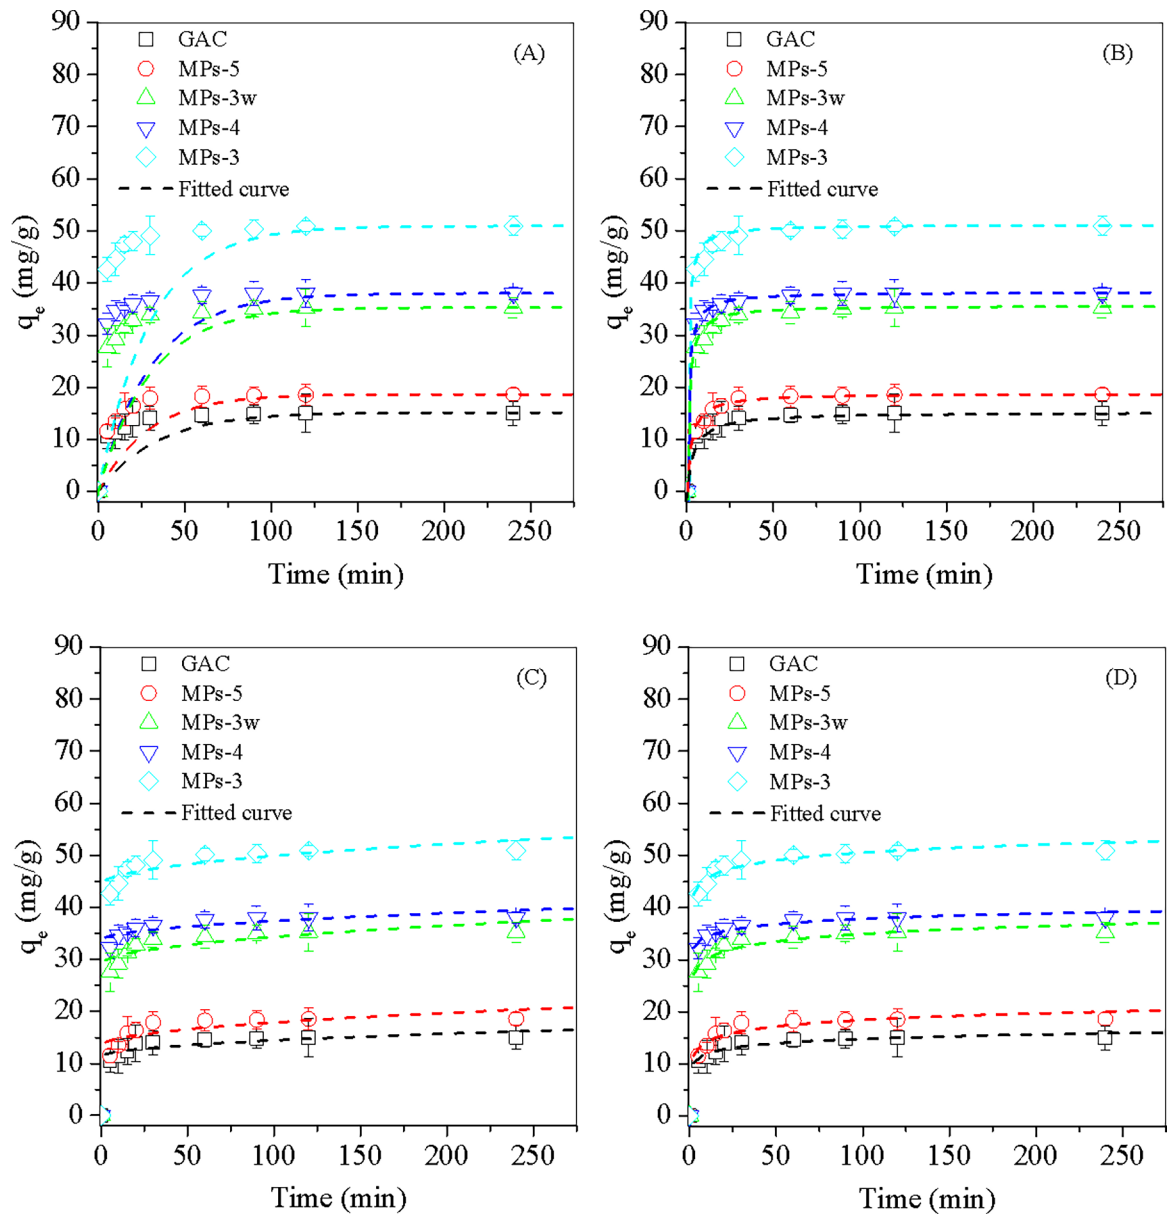 90
80
70
60
50
40
30
20
10
0
qe (mg/g)
GAC
MPs-5
MPs-3w
MPs-4
MPs-3
Fitted curve
(A)
0 50 100 150 200 250
Time (min)
90
80
70
60
50
40
30
20
10
0
qe (mg/g)
GAC
MPs-5
MPs-3w
MPs-4
MPs-3
Fitted curve
(B)
0 50 100 150 200 250
Time (min)
90
80
70
60
50
40
30
20
10
0
qe (mg/g)
GAC
MPs-5
MPs-3w
MPs-4
MPs-3
Fitted curve
(C)
0 50 100 150 200 250
Time (min)
90
80
70
60
50
40
30
20
10
0
qe (mg/g)
GAC
MPs-5
MPs-3w
MPs-4
MPs-3
Fitted curve
(D)
0 50 100 150 200 250
Time (min)